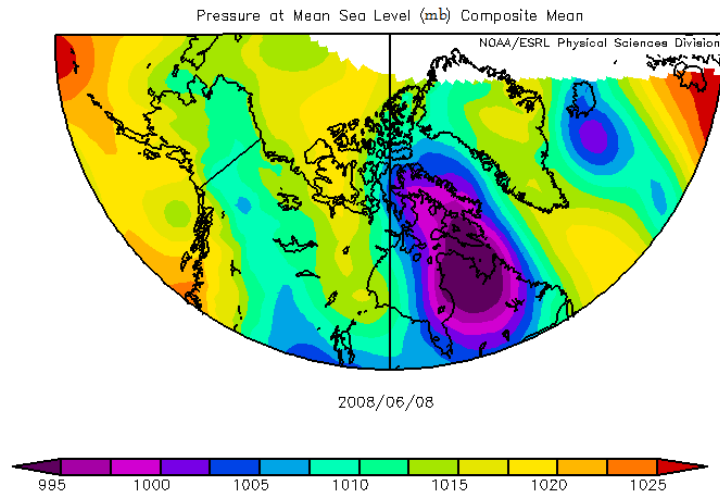 Pressure at Mean Sea Level (mb) Composite Mean
NOAA/ESRL Physical Sciences Division
2008/06/08
995 1000 1005 1010 1015 1020 1025